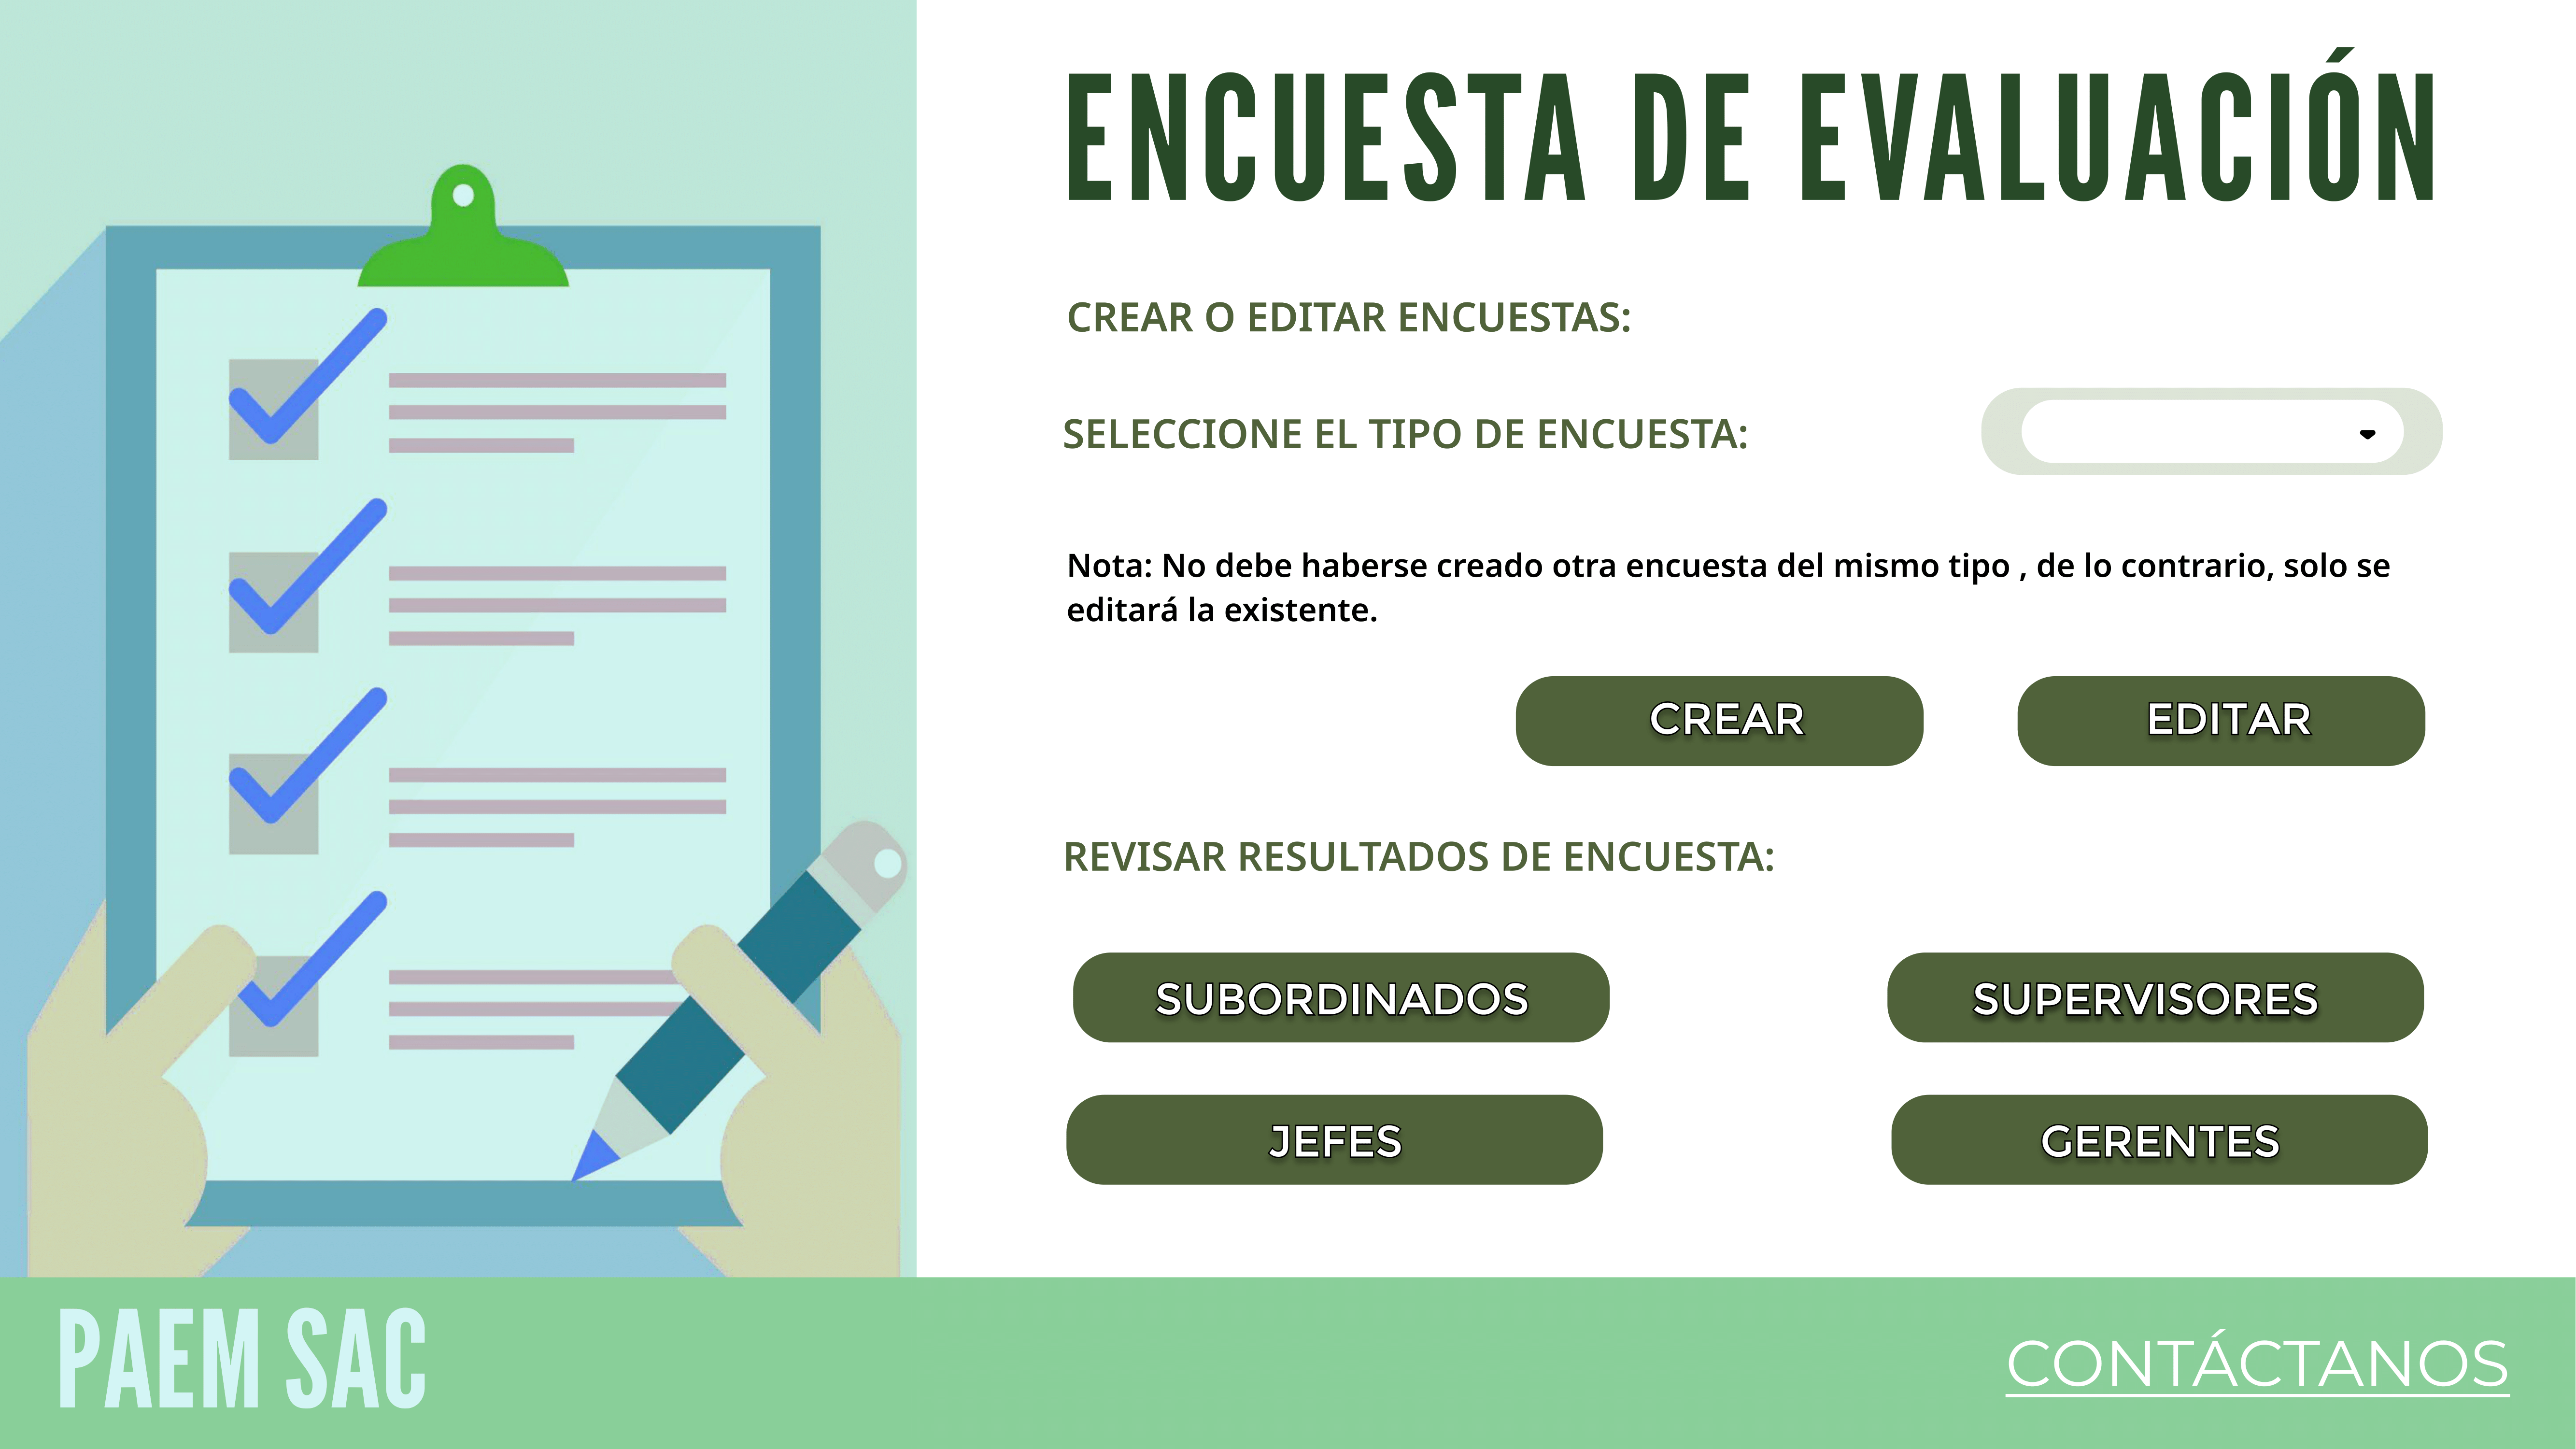 ENCUESTA DE EVALUACIÓN
CREAR O EDITAR ENCUESTAS:
SELECCIONE EL TIPO DE ENCUESTA:
Nota: No debe haberse creado otra encuesta del mismo tipo , de lo contrario, solo se
editará la existente.
CREAR
EDITAR
REVISAR RESULTADOS DE ENCUESTA:
SUBORDINADOS
SUPERVISORES
JEFES
GERENTES
PAEM SAC
CONTÁCTANOS